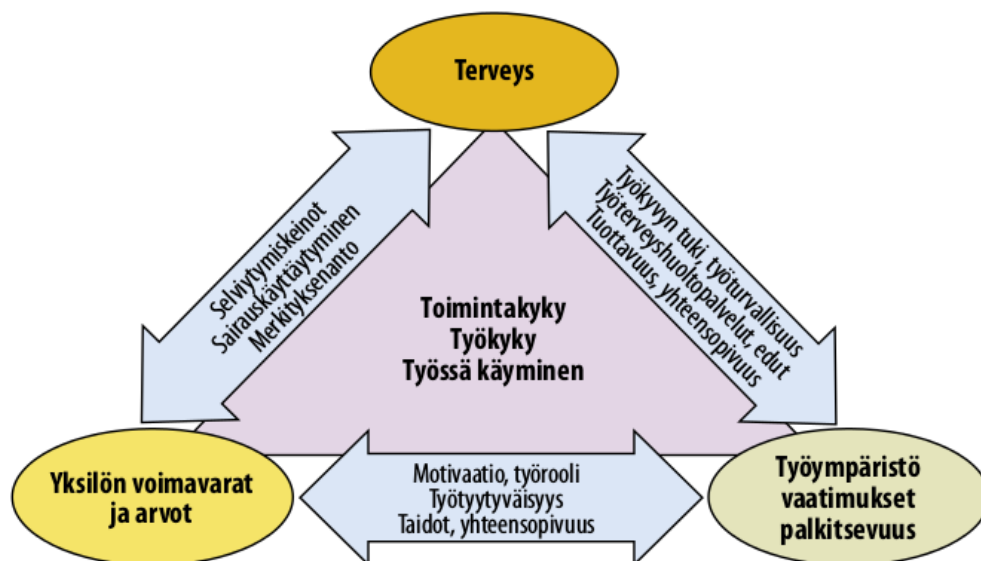 Terveys
Selviytymiskeinot
Sairauskäyttäytyminen
Merkityksenanto
Työkyvyn tuki, työturvallisuus
Työterveyshuoltopalvelut, edut
Tuottavuus, yhteensopivuus
Toimintakyky
Työkyky
Työssä käyminen
Yksilön voimavarat
ja arvot
Motivaatio, työrooli
Työtyytyväisyys
Taidot, yhteensopivuus
Työympäristö
vaatimukset
palkitsevuus